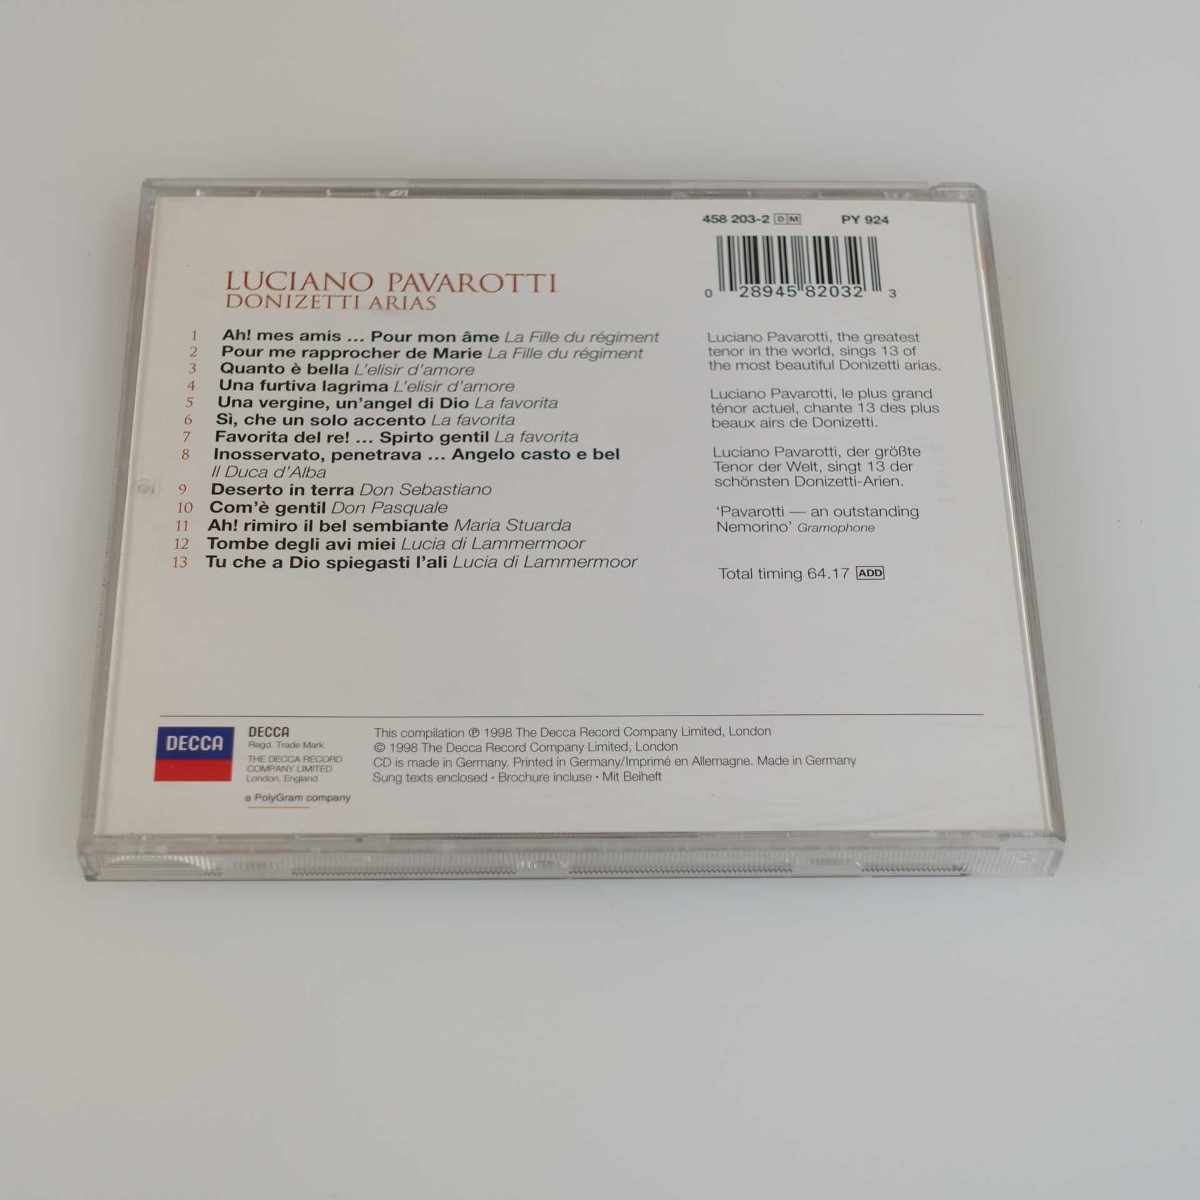 458 203-2 DM PY 924
0 28945 82032 3
LUCIANO PAVAROTTI
DONIZETTI ARIAS
1 Ah! mes amis ... Pour mon âme La Fille du régiment
2 Pour me rapprocher de Marie La Fille du régiment
3 Quanto è bella L'elisir d'amore
4 Una furtiva lagrima L'elisir d'amore
5 Una vergine, un'angel di Dio La favorita
6 Sì, che un solo accento La favorita
7 Favorita del re! ... Spirto gentil La favorita
8 Inosservato, penetrava ... Angelo casto e bel
Il Duca d'Alba
9 Deserto in terra Don Sebastiano
10 Com'è gentil Don Pasquale
11 Ah! rimiro il bel sembiante Maria Stuarda
12 Tombe degli avi miei Lucia di Lammermoor
13 Tu che a Dio spiegasti l'ali Lucia di Lammermoor
Luciano Pavarotti, the greatest
tenor in the world, sings 13 of
the most beautiful Donizetti arias.
Luciano Pavarotti, le plus grand
ténor actuel, chante 13 des plus
beaux airs de Donizetti.
Luciano Pavarotti, der größte
Tenor der Welt, singt 13 der
schönsten Donizetti-Arien.
'Pavarotti — an outstanding
Nemorino' Gramophone
Total timing 64.17 ADD
DECCA
DECCA
Regd. Trade Mark
THE DECCA RECORD
COMPANY LIMITED
London, England
a PolyGram company
This compilation ℗ 1998 The Decca Record Company Limited, London
© 1998 The Decca Record Company Limited, London
CD is made in Germany. Printed in Germany/Imprimé en Allemagne. Made in Germany
Sung texts enclosed · Brochure incluse · Mit Beiheft